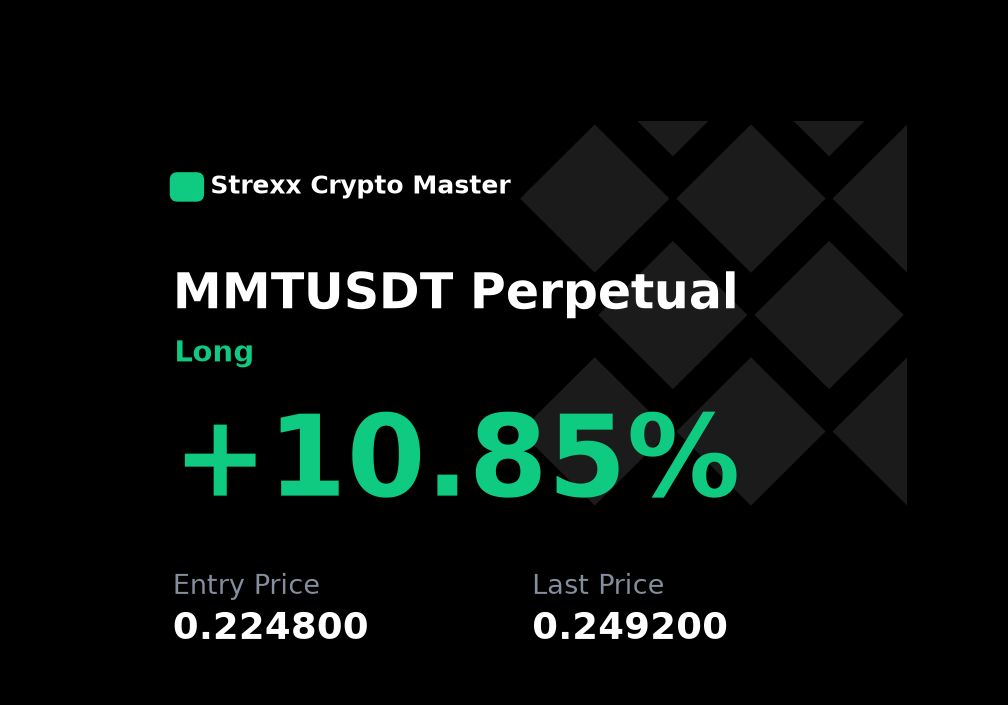 Strexx Crypto Master
MMTUSDT Perpetual
Long
+10.85%
Entry Price Last Price
0.224800 0.249200